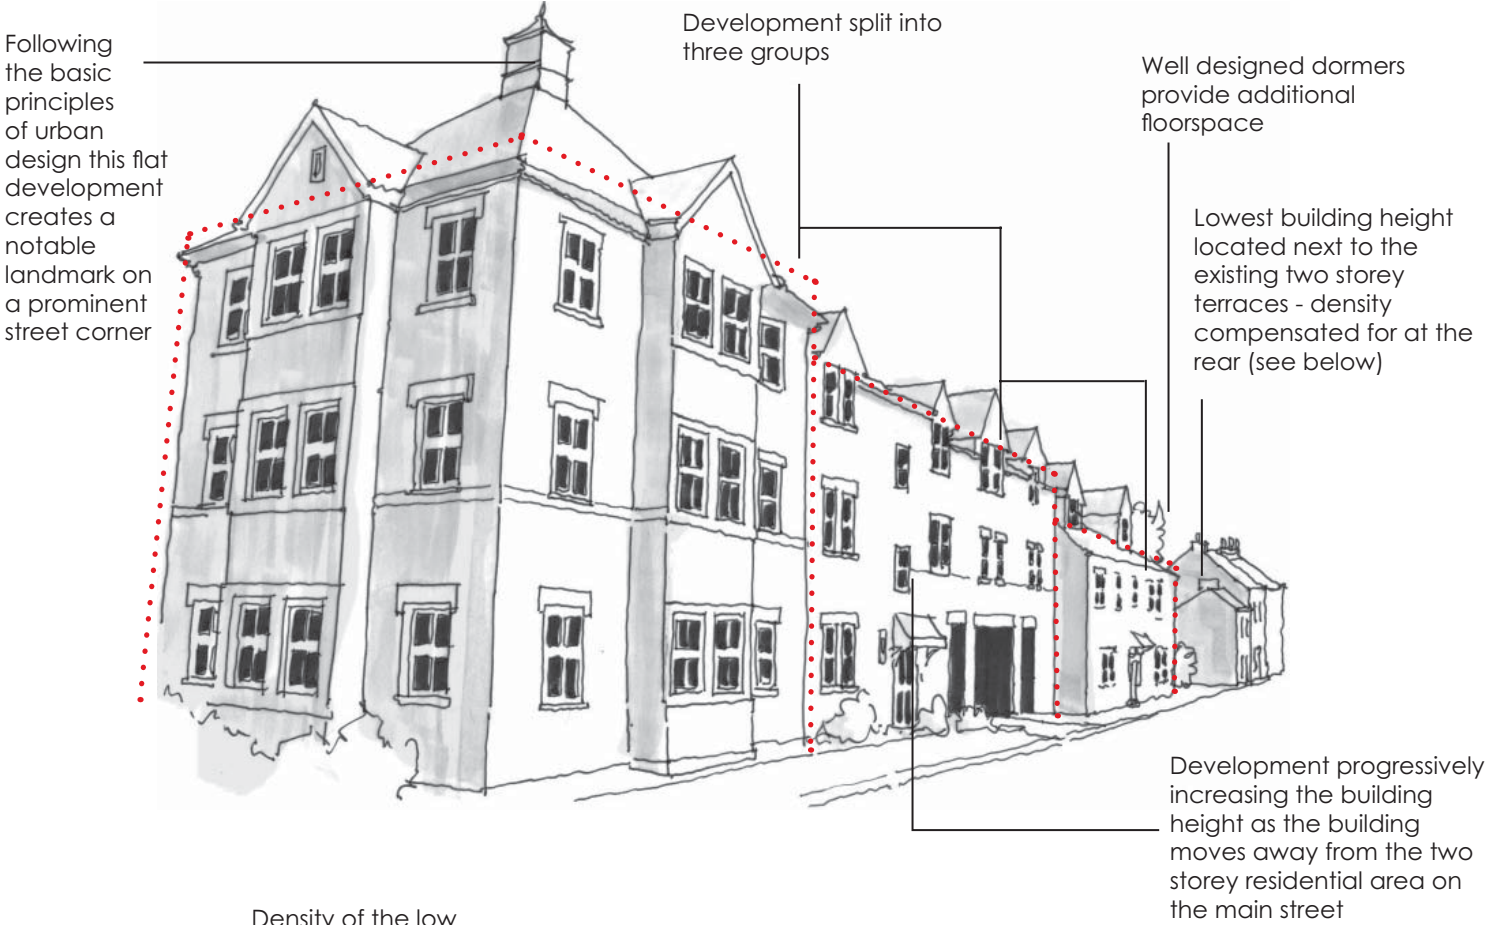 Following
the basic
principles
of urban
design this flat
development
creates a
notable
landmark on
a prominent
street corner
Development split into
three groups
Well designed dormers
provide additional
floorspace
Lowest building height
located next to the
existing two storey
terraces - density
compensated for at the
rear (see below)
Development progressively
increasing the building
height as the building
moves away from the two
storey residential area on
the main street
Density of the low